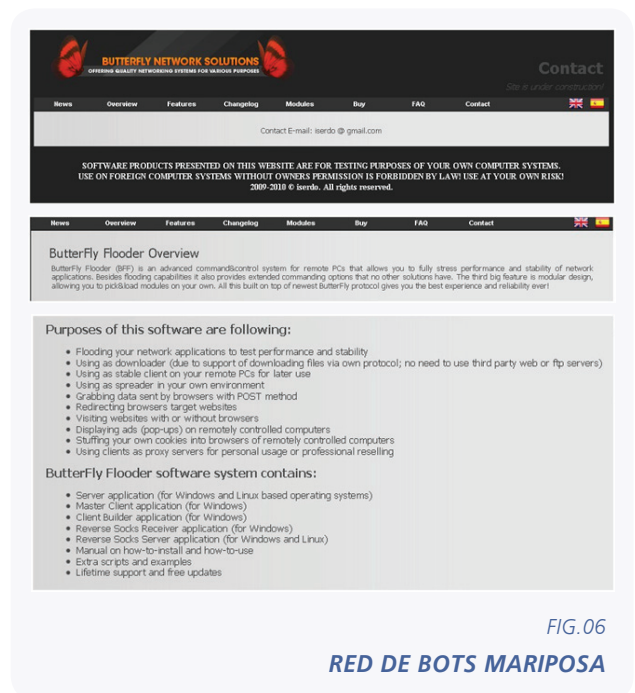 BUTTERFLY NETWORK SOLUTIONS
OFFERING QUALITY NETWORKING SYSTEMS FOR VARIOUS PURPOSES
Contact
Site is under construction!
News Overview Features Changelog Modules Buy FAQ Contact
Contact E-mail: iserdo @ gmail.com
SOFTWARE PRODUCTS PRESENTED ON THIS WEBSITE ARE FOR TESTING PURPOSES OF YOUR OWN COMPUTER SYSTEMS.
USE ON FOREIGN COMPUTER SYSTEMS WITHOUT OWNERS PERMISSION IS FORBIDDEN BY LAW! USE AT YOUR OWN RISK!
2009-2010 © iserdo. All rights reserved.
News Overview Features Changelog Modules Buy FAQ Contact
ButterFly Flooder Overview
ButterFly Flooder (BFF) is an advanced command&control system for remote PCs that allows you to fully stress performance and stability of network
applications. Besides flooding capabilities it also provides extended commanding options that no other solutions have. The third big feature is modular design,
allowing you to pick&load modules on your own. All this built on top of newest ButterFly protocol gives you the best experience and reliability ever!
Purposes of this software are following:
• Flooding your network applications to test performance and stability
• Using as downloader (due to support of downloading files via own protocol; no need to use third party web or ftp servers)
• Using as stable client on your remote PCs for later use
• Using as spreader in your own environment
• Grabbing data sent by browsers with POST method
• Redirecting browsers target websites
• Visiting websites with or without browsers
• Displaying ads (pop-ups) on remotely controlled computers
• Stuffing your own cookies into browsers of remotely controlled computers
• Using clients as proxy servers for personal usage or professional reselling
ButterFly Flooder software system contains:
• Server application (for Windows and Linux based operating systems)
• Master Client application (for Windows)
• Client Builder application (for Windows)
• Reverse Socks Receiver application (for Windows)
• Reverse Socks Server application (for Windows and Linux)
• Manual on how-to-install and how-to-use
• Extra scripts and examples
• Lifetime support and free updates
FIG.06
RED DE BOTS MARIPOSA